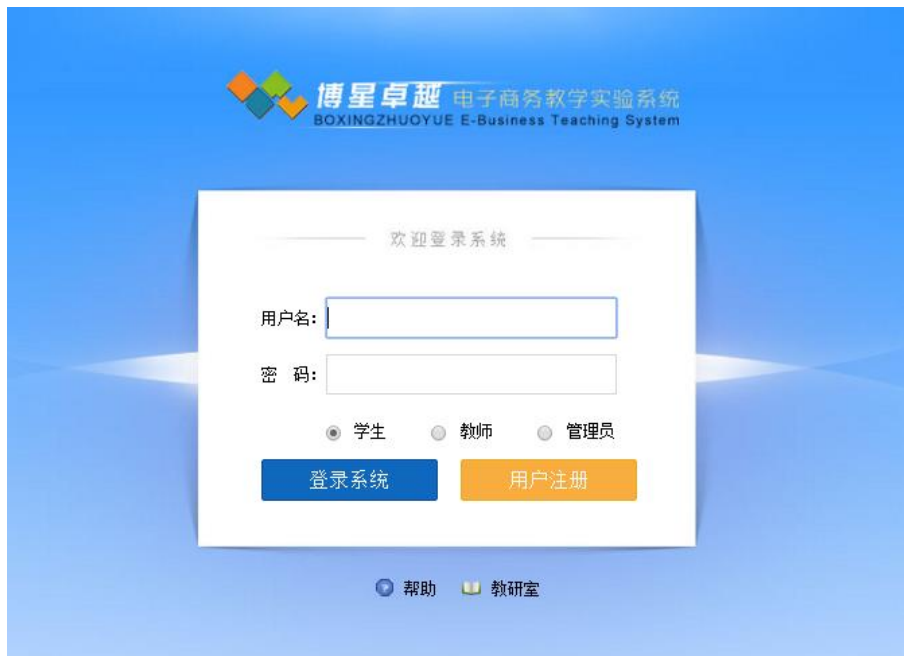 博星卓越 电子商务教学实验系统
BOXINGZHUOYUE E-Business Teaching System
欢迎登录系统
用户名:
密 码:
学生 教师 管理员
登录系统 用户注册
帮助 教研室